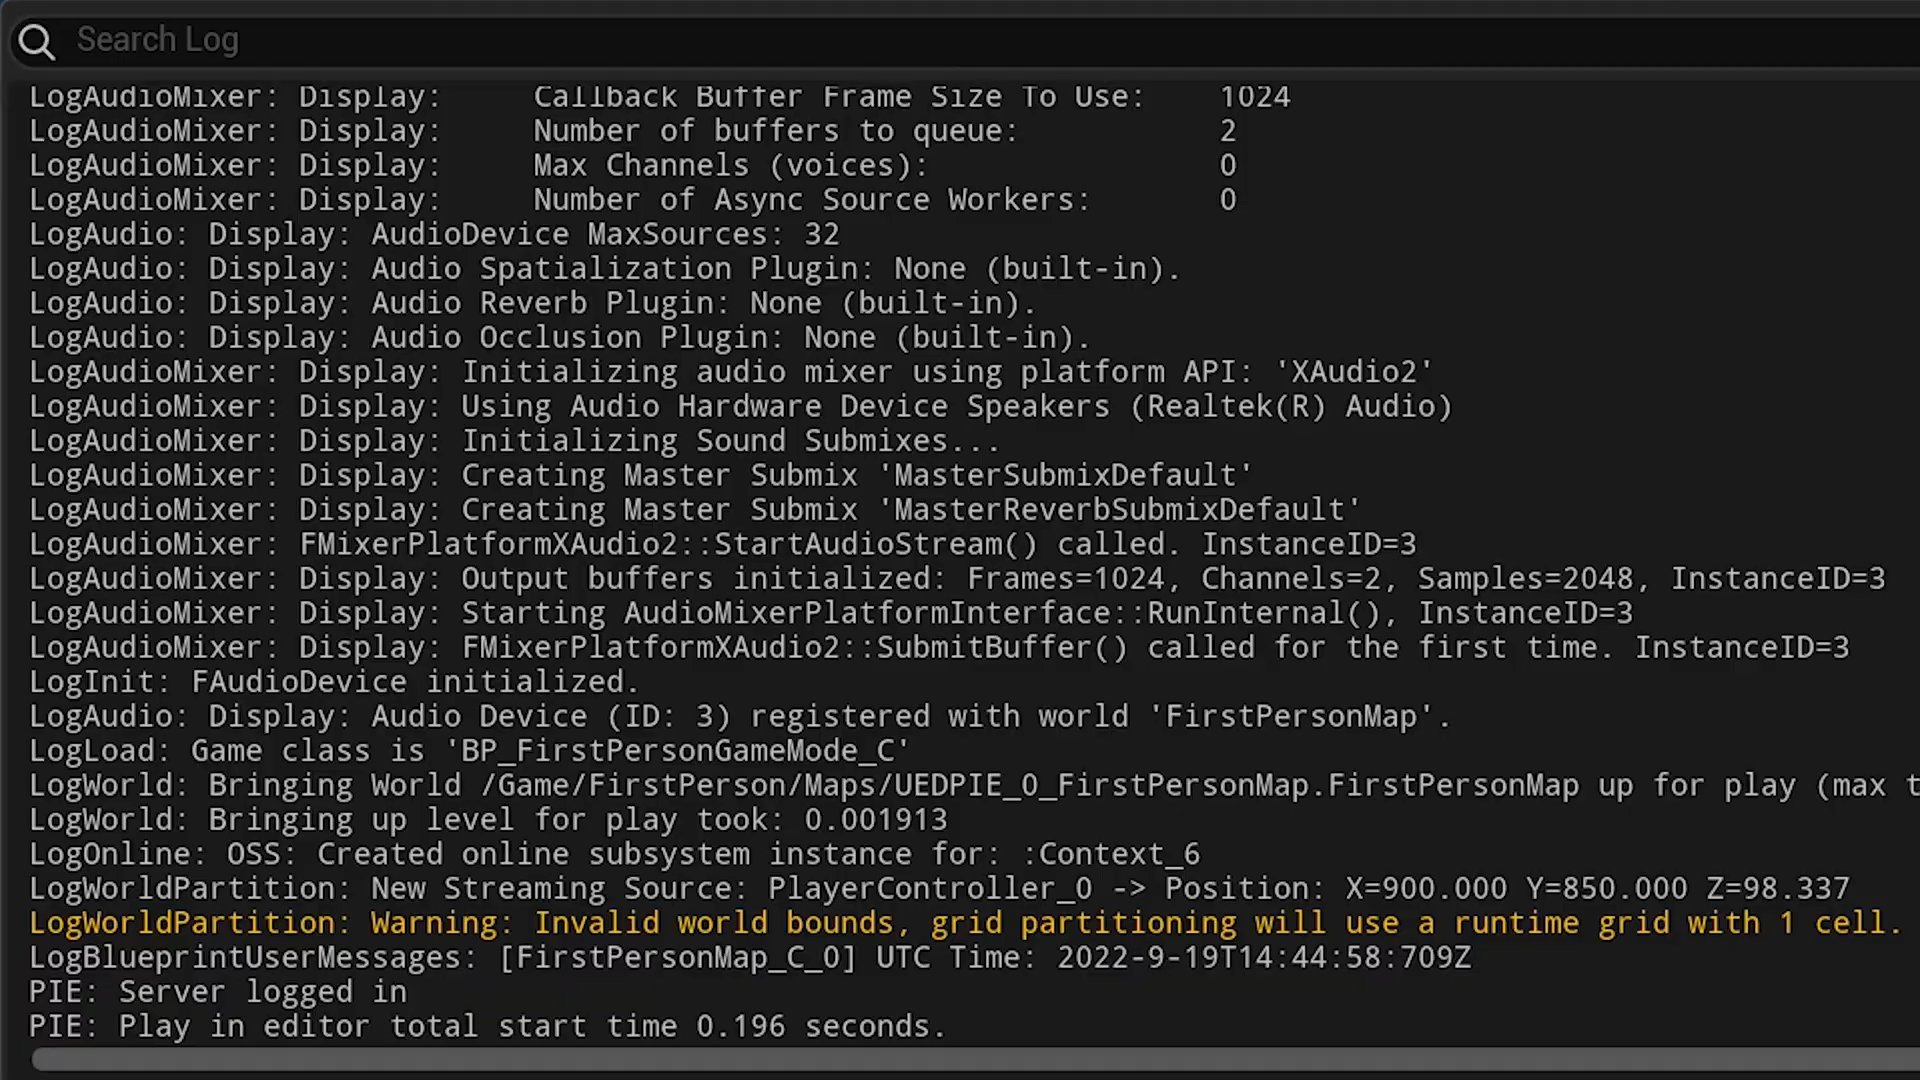 Search Log
LogAudioMixer: Display: Callback Buffer Frame Size To Use: 1024
LogAudioMixer: Display: Number of buffers to queue: 2
LogAudioMixer: Display: Max Channels (voices): 0
LogAudioMixer: Display: Number of Async Source Workers: 0
LogAudio: Display: AudioDevice MaxSources: 32
LogAudio: Display: Audio Spatialization Plugin: None (built-in).
LogAudio: Display: Audio Reverb Plugin: None (built-in).
LogAudio: Display: Audio Occlusion Plugin: None (built-in).
LogAudioMixer: Display: Initializing audio mixer using platform API: 'XAudio2'
LogAudioMixer: Display: Using Audio Hardware Device Speakers (Realtek(R) Audio)
LogAudioMixer: Display: Initializing Sound Submixes...
LogAudioMixer: Display: Creating Master Submix 'MasterSubmixDefault'
LogAudioMixer: Display: Creating Master Submix 'MasterReverbSubmixDefault'
LogAudioMixer: FMixerPlatformXAudio2::StartAudioStream() called. InstanceID=3
LogAudioMixer: Display: Output buffers initialized: Frames=1024, Channels=2, Samples=2048, InstanceID=3
LogAudioMixer: Display: Starting AudioMixerPlatformInterface::RunInternal(), InstanceID=3
LogAudioMixer: Display: FMixerPlatformXAudio2::SubmitBuffer() called for the first time. InstanceID=3
LogInit: FAudioDevice initialized.
LogAudio: Display: Audio Device (ID: 3) registered with world 'FirstPersonMap'.
LogLoad: Game class is 'BP_FirstPersonGameMode_C'
LogWorld: Bringing World /Game/FirstPerson/Maps/UEDPIE_0_FirstPersonMap.FirstPersonMap up for play (max t
LogWorld: Bringing up level for play took: 0.001913
LogOnline: OSS: Created online subsystem instance for: :Context_6
LogWorldPartition: New Streaming Source: PlayerController_0 -> Position: X=900.000 Y=850.000 Z=98.337
LogWorldPartition: Warning: Invalid world bounds, grid partitioning will use a runtime grid with 1 cell.
LogBlueprintUserMessages: [FirstPersonMap_C_0] UTC Time: 2022-9-19T14:44:58:709Z
PIE: Server logged in
PIE: Play in editor total start time 0.196 seconds.